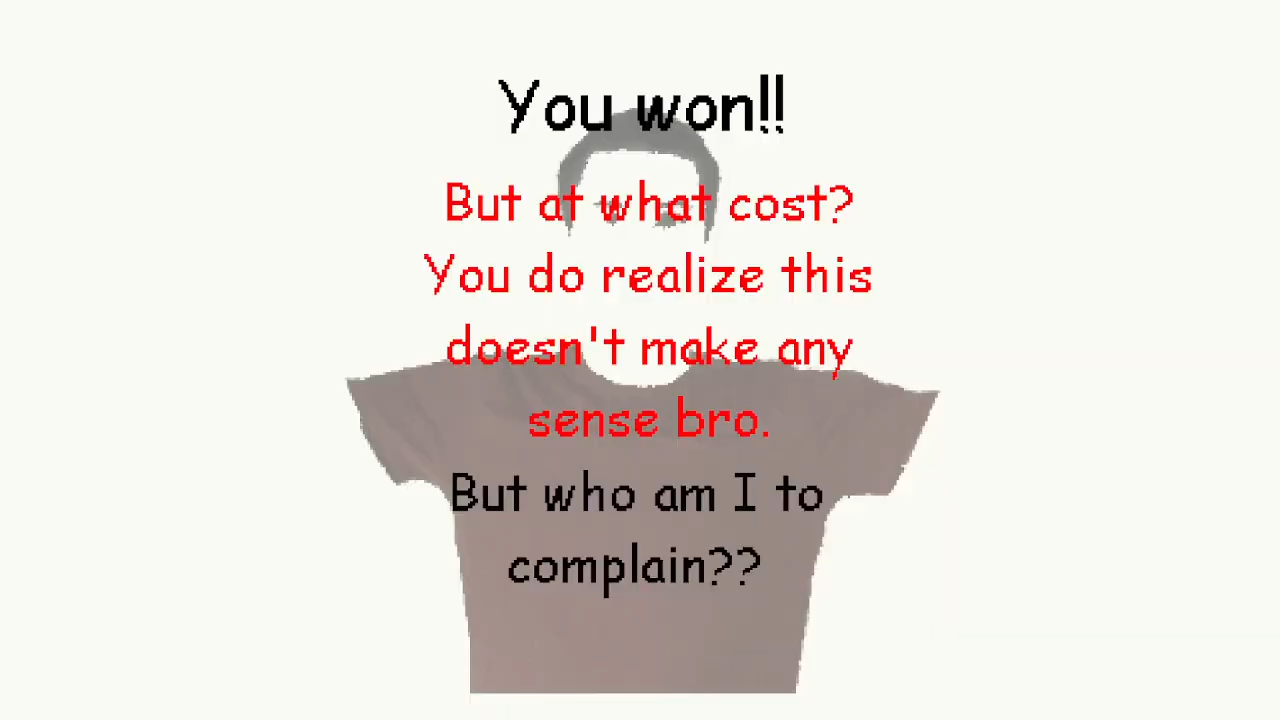 You won!!
But at what cost?
You do realize this
doesn't make any
sense bro.
But who am I to
complain??